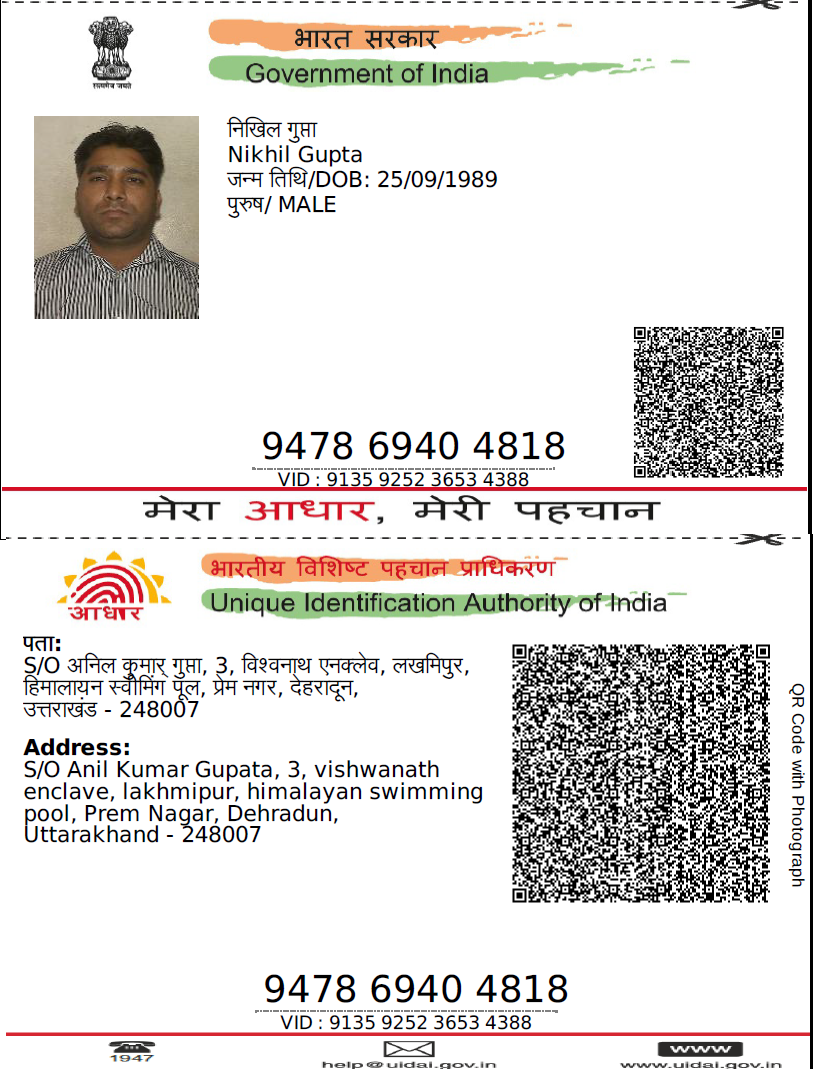 भारत सरकार
Government of India
सत्यमेव जयते
निखिल गुप्ता
Nikhil Gupta
जन्म तिथि/DOB: 25/09/1989
पुरुष/ MALE
9478 6940 4818
VID : 9135 9252 3653 4388
मेरा आधार, मेरी पहचान
भारतीय विशिष्ट पहचान प्राधिकरण
Unique Identification Authority of India
आधार
पता:
S/O अनिल कुमार् गुप्ता, 3, विश्वनाथ एनक्लेव, लखमिपुर,
हिमालायन स्वीमिंग पूल, प्रेम नगर, देहरादून,
उत्तराखंड - 248007
Address:
S/O Anil Kumar Gupata, 3, vishwanath
enclave, lakhmipur, himalayan swimming
pool, Prem Nagar, Dehradun,
Uttarakhand - 248007
QR Code with Photograph
9478 6940 4818
VID : 9135 9252 3653 4388
1947
help@uidai.gov.in
www
www.uidai.gov.in